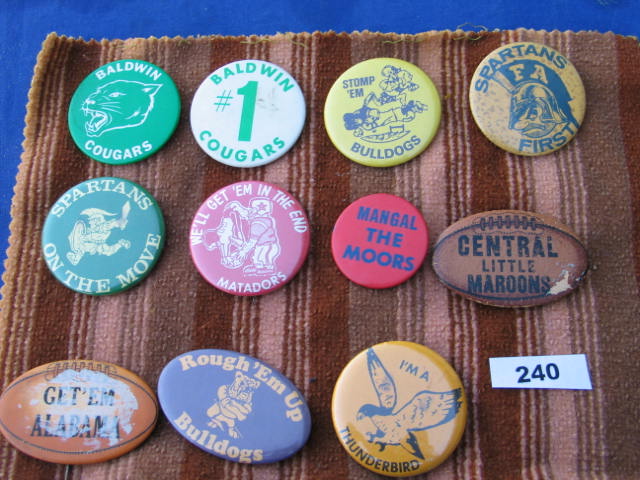 BALDWIN
COUGARS
BALDWIN
#1
COUGARS
STOMP
'EM
BULLDOGS
SPARTANS
FA
FIRST
SPARTANS
ON THE MOVE
WE'LL GET 'EM IN THE END
MATADORS
MANGAL
THE
MOORS
CENTRAL
LITTLE
MAROONS
GET 'EM
ALABAMA
Rough 'Em Up
Bulldogs
I'M A
THUNDERBIRD
240